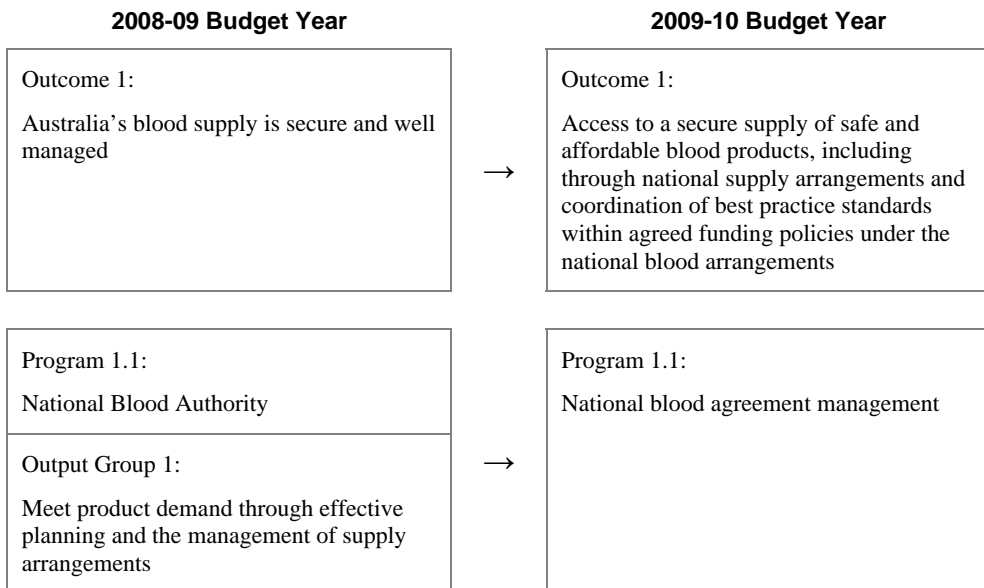 2008-09 Budget Year
2009-10 Budget Year
Outcome 1:
Australia’s blood supply is secure and well
managed
→
Outcome 1:
Access to a secure supply of safe and
affordable blood products, including
through national supply arrangements and
coordination of best practice standards
within agreed funding policies under the
national blood arrangements
Program 1.1:
National Blood Authority
Output Group 1:
Meet product demand through effective
planning and the management of supply
arrangements
→
Program 1.1:
National blood agreement management